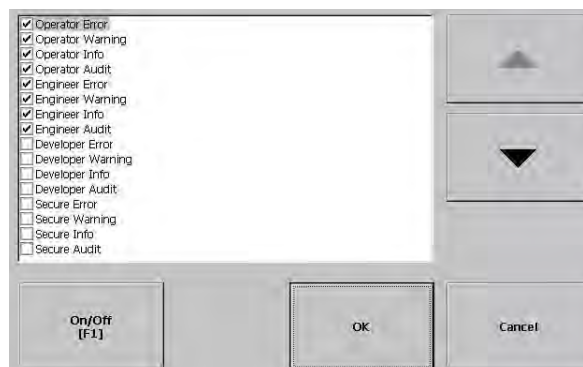 Operator Error
Operator Warning
Operator Info
Operator Audit
Engineer Error
Engineer Warning
Engineer Info
Engineer Audit
Developer Error
Developer Warning
Developer Info
Developer Audit
Secure Error
Secure Warning
Secure Info
Secure Audit
On/Off
[F1]
OK
Cancel